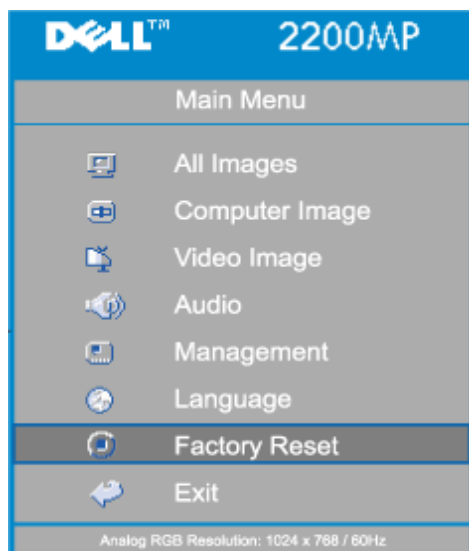 DELL™ 2200MP
Main Menu
All Images
Computer Image
Video Image
Audio
Management
Language
Factory Reset
Exit
Analog RGB Resolution: 1024 x 768 / 60Hz